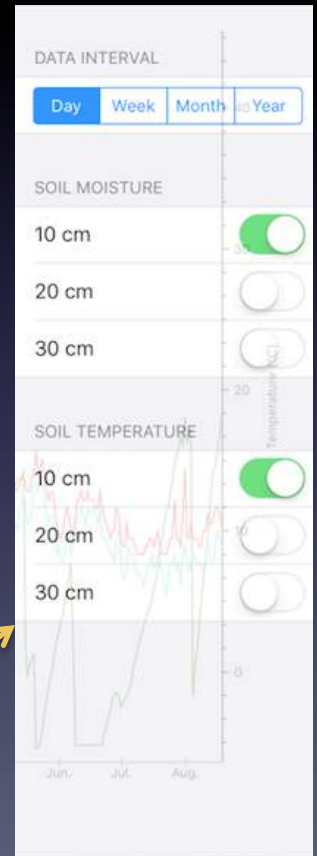 DATA INTERVAL
Day Week Month Year
40
SOIL MOISTURE
10 cm
30
20 cm
30 cm
Temperature [°C]
20
SOIL TEMPERATURE
10 cm
20 cm
10
30 cm
0
Jun. Jul. Aug.